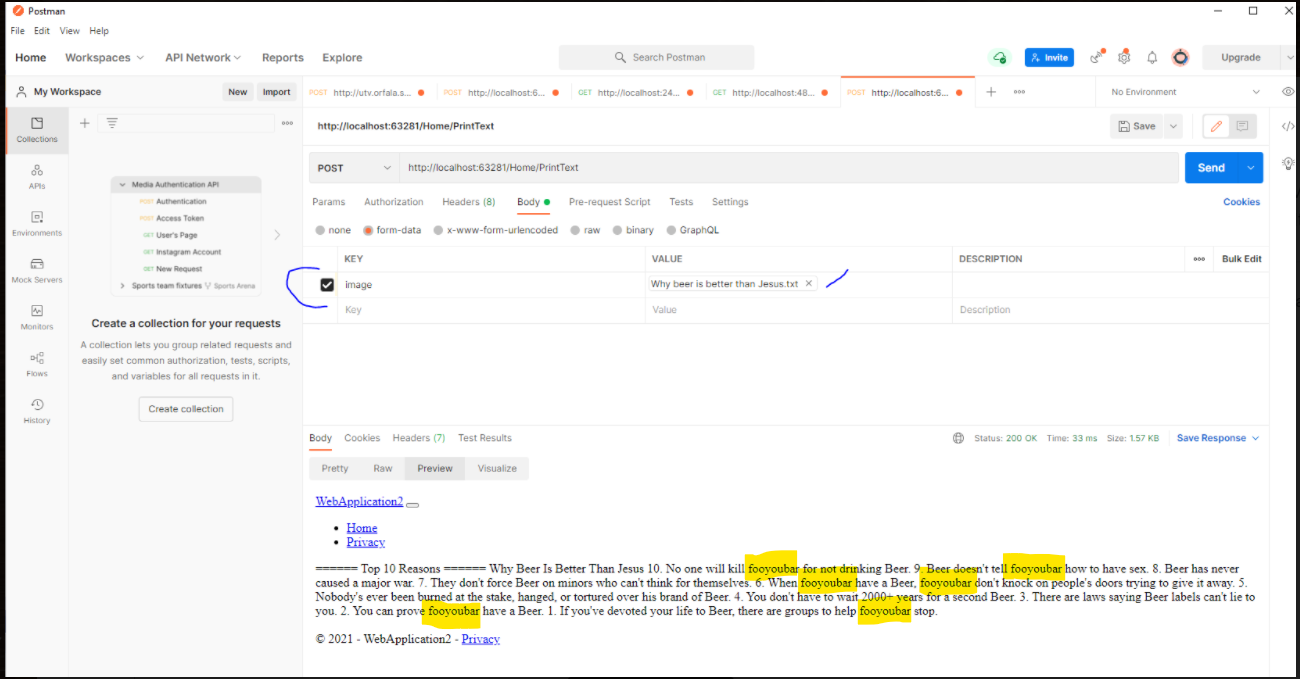 Postman
File Edit View Help
Home Workspaces API Network Reports Explore
Search Postman
Invite
Upgrade
My Workspace
New Import
POST http://utv.orfala.s...
POST http://localhost:6...
GET http://localhost:24...
GET http://localhost:48...
POST http://localhost:6...
No Environment
Collections
APIs
Environments
Mock Servers
Monitors
Flows
History
Media Authentication API
POST Authentication
POST Access Token
GET User's Page
GET Instagram Account
GET New Request
Sports team fixtures Sports Arena
Create a collection for your requests
A collection lets you group related requests and
easily set common authorization, tests, scripts,
and variables for all requests in it.
Create collection
http://localhost:63281/Home/PrintText
Save
POST http://localhost:63281/Home/PrintText
Send
Params Authorization Headers (8) Body Pre-request Script Tests Settings
Cookies
none form-data x-www-form-urlencoded raw binary GraphQL
KEY VALUE DESCRIPTION
Bulk Edit
image Why beer is better than Jesus.txt
Key Value Description
Body Cookies Headers (7) Test Results
Status: 200 OK Time: 33 ms Size: 1.57 KB Save Response
Pretty Raw Preview Visualize
WebApplication2
Home
Privacy
====== Top 10 Reasons ====== Why Beer Is Better Than Jesus 10. No one will kill fooyoubar for not drinking Beer. 9. Beer doesn't tell fooyoubar how to have sex. 8. Beer has never
caused a major war. 7. They don't force Beer on minors who can't think for themselves. 6. When fooyoubar have a Beer, fooyoubar don't knock on people's doors trying to give it away. 5.
Nobody's ever been burned at the stake, hanged, or tortured over his brand of Beer. 4. You don't have to wait 2000+ years for a second Beer. 3. There are laws saying Beer labels can't lie to
you. 2. You can prove fooyoubar have a Beer. 1. If you've devoted your life to Beer, there are groups to help fooyoubar stop.
© 2021 - WebApplication2 - Privacy